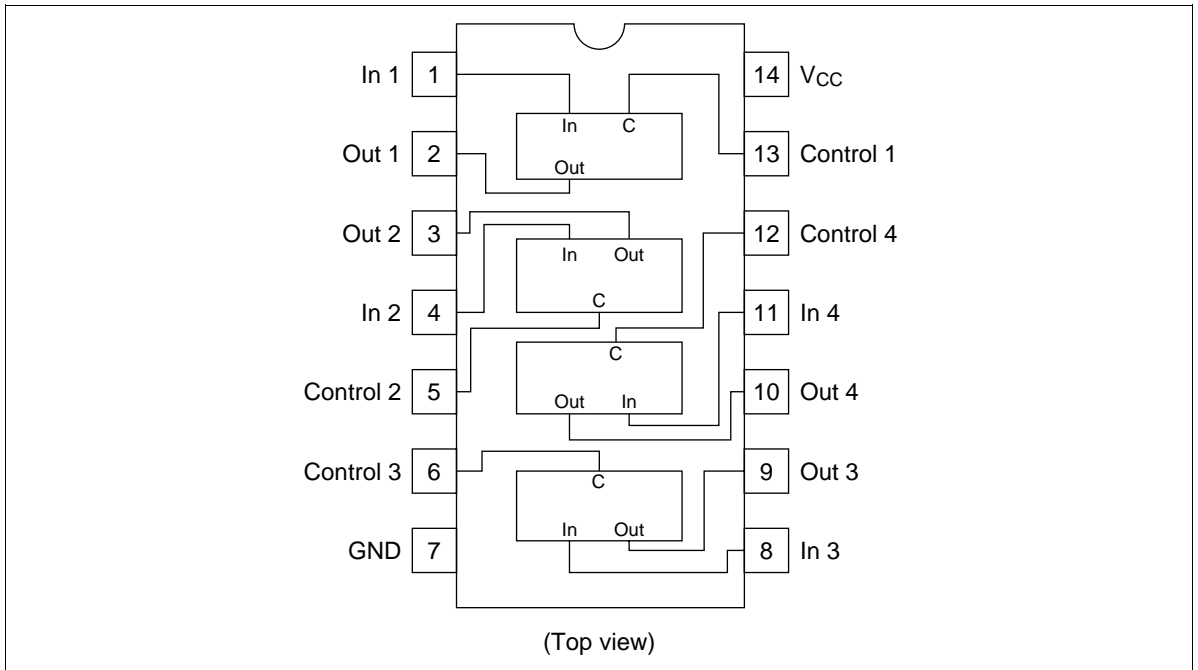 In 1 1 14 VCC
In C
Out 1 2 13 Control 1
Out
Out 2 3 12 Control 4
In Out
In 2 4 11 In 4
C
C
Control 2 5 10 Out 4
Out In
Control 3 6 9 Out 3
C
In Out
GND 7 8 In 3
(Top view)